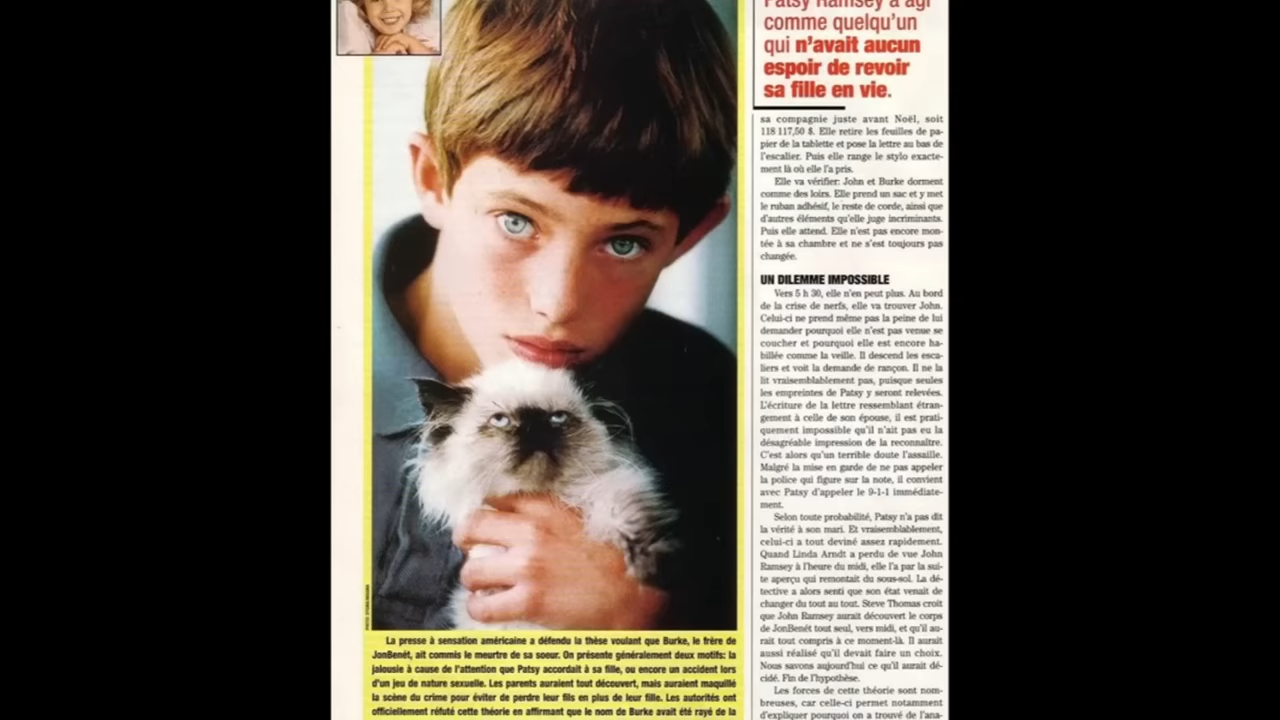 Patsy Ramsey a agi
comme quelqu'un
qui n'avait aucun
espoir de revoir
sa fille en vie.
sa compagnie juste avant Noël, soit
118 117,50 $. Elle retire les feuilles de pa-
pier de la tablette et pose la lettre au bas de
l'escalier. Puis elle range le stylo exacte-
ment là où elle l'a pris.
Elle va vérifier: John et Burke dorment
comme des loirs. Elle prend un sac et y met
le ruban adhésif, le reste de corde, ainsi que
d'autres éléments qu'elle juge incriminants.
Puis elle attend. Elle n'est pas encore mon-
tée à sa chambre et ne s'est toujours pas
changée.
UN DILEMME IMPOSSIBLE
Vers 5 h 30, elle n'en peut plus. Au bord
de la crise de nerfs, elle va trouver John.
Celui-ci ne prend même pas la peine de lui
demander pourquoi elle n'est pas venue se
coucher et pourquoi elle est encore ha-
billée comme la veille. Il descend les esca-
liers et voit la demande de rançon. Il ne la
lit vraisemblablement pas, puisque seules
les empreintes de Patsy y seront relevées.
L'écriture de la lettre ressemblant étran-
gement à celle de son épouse, il est prati-
quement impossible qu'il n'ait pas eu la
désagréable impression de la reconnaître.
C'est alors qu'un terrible doute l'assaille.
Malgré la mise en garde de ne pas appeler
la police qui figure sur la note, il convient
avec Patsy d'appeler le 9-1-1 immédiate-
ment.
Selon toute probabilité, Patsy n'a pas dit
la vérité à son mari. Et vraisemblablement,
celui-ci a tout deviné assez rapidement.
Quand Linda Arndt a perdu de vue John
Ramsey à l'heure du midi, elle l'a par la sui-
te aperçu qui remontait du sous-sol. La dé-
tective a alors senti que son état venait de
changer du tout au tout. Steve Thomas croit
que John Ramsey aurait découvert le corps
de JonBenét tout seul, vers midi, et qu'il au-
rait tout compris à ce moment-là. Il aurait
aussi réalisé qu'il devait faire un choix.
Nous savons aujourd'hui ce qu'il aurait dé-
cidé. Fin de l'hypothèse.
Les forces de cette théorie sont nom-
breuses, car celle-ci permet notamment
d'expliquer pourquoi on a trouvé de l'ana-
La presse à sensation américaine a défendu la thèse voulant que Burke, le frère de
JonBenét, ait commis le meurtre de sa soeur. On présente généralement deux motifs: la
jalousie à cause de l'attention que Patsy accordait à sa fille, ou encore un accident lors
d'un jeu de nature sexuelle. Les parents auraient tout découvert, mais auraient maquillé
la scène du crime pour éviter de perdre leur fils en plus de leur fille. Les autorités ont
officiellement réfuté cette théorie en affirmant que le nom de Burke avait été rayé de la